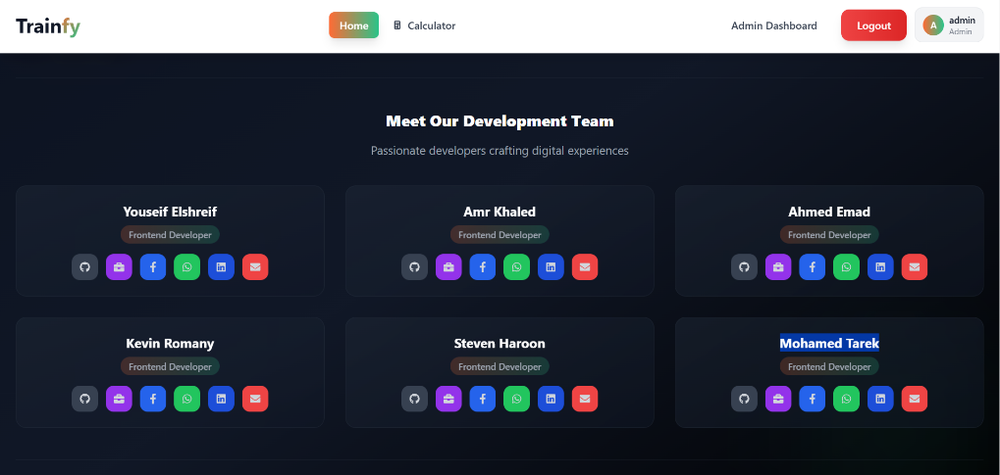 Trainfy
Home
Calculator
Admin Dashboard
Logout
A
admin
Admin
Meet Our Development Team
Passionate developers crafting digital experiences
Youseif Elshreif
Frontend Developer
Amr Khaled
Frontend Developer
Ahmed Emad
Frontend Developer
Kevin Romany
Frontend Developer
Steven Haroon
Frontend Developer
Mohamed Tarek
Frontend Developer